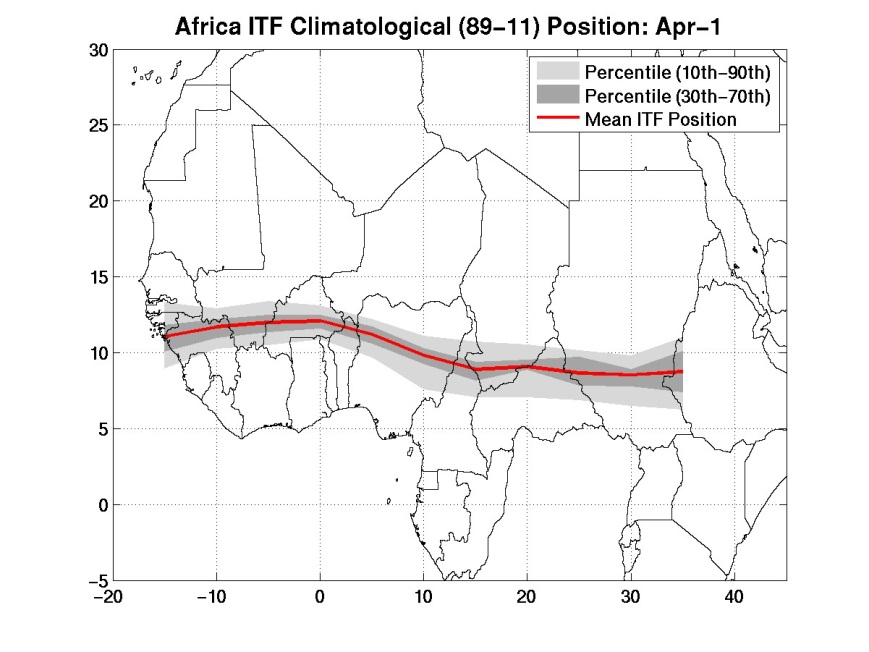 Africa ITF Climatological (89−11) Position: Apr−1
Percentile (10th−90th)
Percentile (30th−70th)
Mean ITF Position
30
25
20
15
10
5
0
−5
−20 −10 0 10 20 30 40